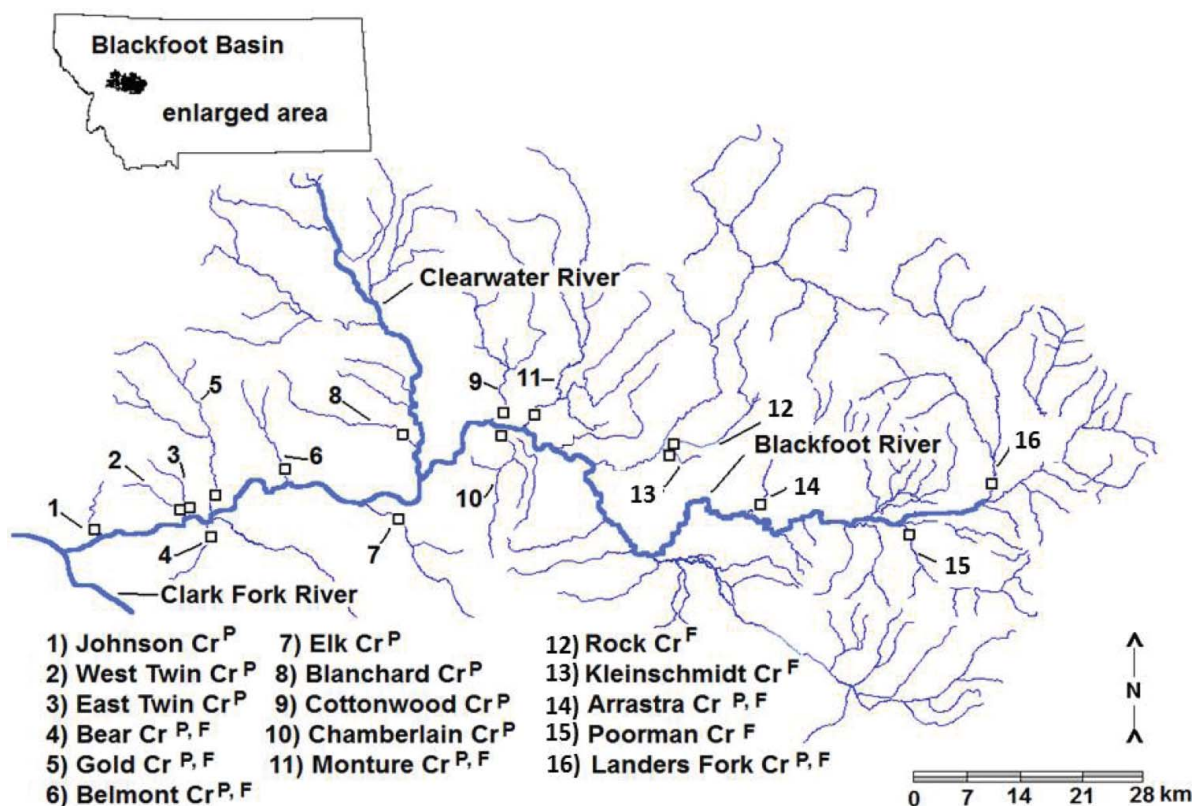 Blackfoot Basin
enlarged area
Clearwater River
5
9
11
8
12
Blackfoot River
16
2
3
6
10
13
14
1
4
7
15
Clark Fork River
1) Johnson Cr P
2) West Twin Cr P
3) East Twin Cr P
4) Bear Cr P, F
5) Gold Cr P, F
6) Belmont Cr P, F
7) Elk Cr P
8) Blanchard Cr P
9) Cottonwood Cr P
10) Chamberlain Cr P
11) Monture Cr P, F
12) Rock Cr F
13) Kleinschmidt Cr F
14) Arrastra Cr P, F
15) Poorman Cr F
16) Landers Fork Cr P, F
N
0 7 14 21 28 km